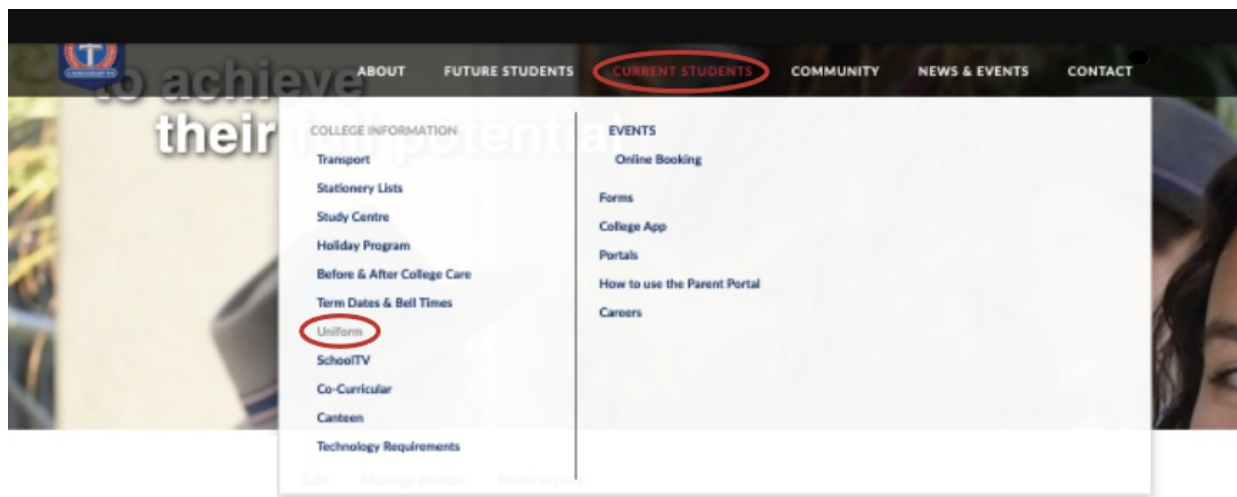 to achieve
their full potential
ABOUT FUTURE STUDENTS CURRENT STUDENTS COMMUNITY NEWS & EVENTS CONTACT
COLLEGE INFORMATION
Transport
Stationery Lists
Study Centre
Holiday Program
Before & After College Care
Term Dates & Bell Times
Uniform
SchoolTV
Co-Curricular
Canteen
Technology Requirements
EVENTS
Online Booking
Forms
College App
Portals
How to use the Parent Portal
Careers
Edit Manage display Node export